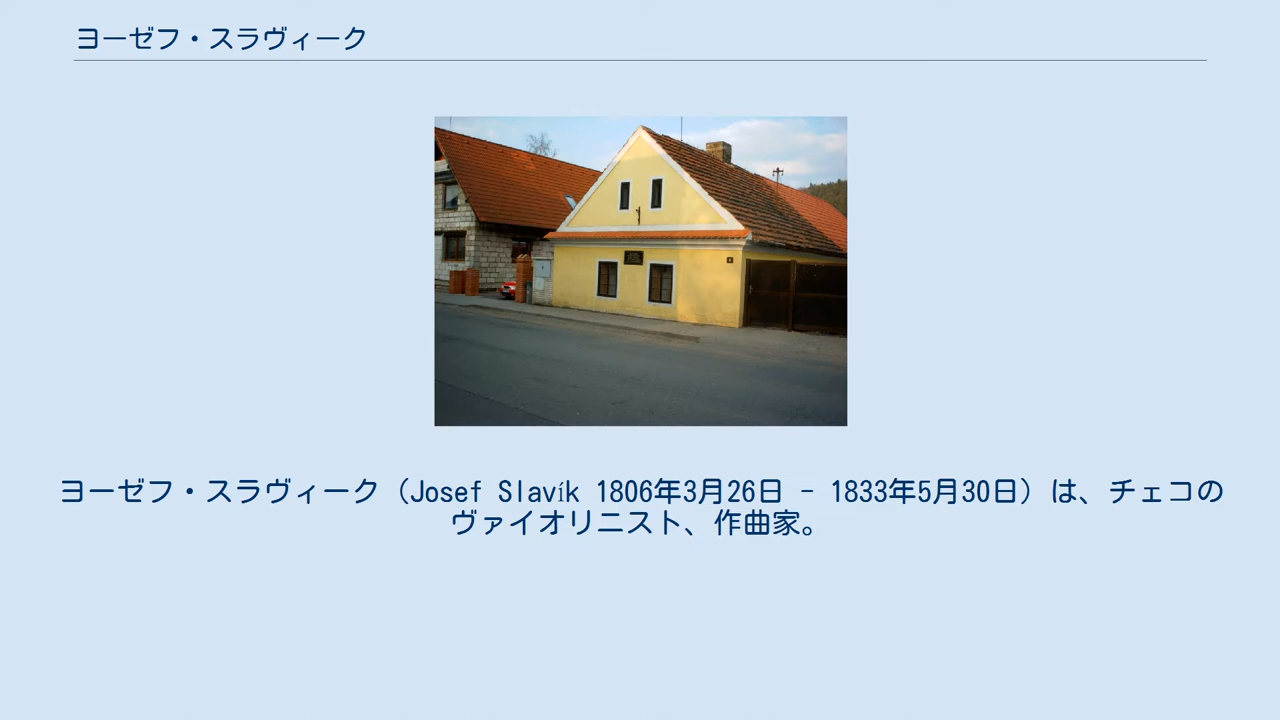 ヨーゼフ・スラヴィーク
ヨーゼフ・スラヴィーク（Josef Slavík 1806年3月26日 - 1833年5月30日）は、チェコの
ヴァイオリニスト、作曲家。